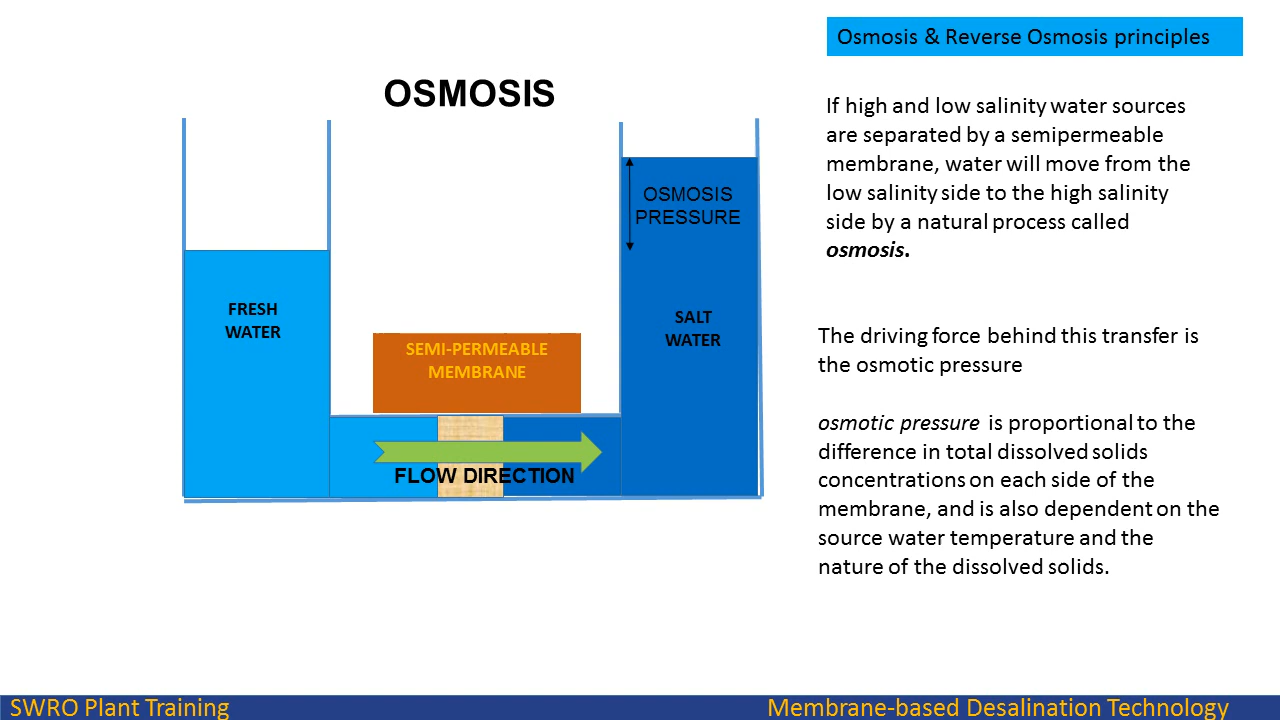 Osmosis & Reverse Osmosis principles
OSMOSIS
If high and low salinity water sources
are separated by a semipermeable
membrane, water will move from the
low salinity side to the high salinity
side by a natural process called
osmosis.
OSMOSIS
PRESSURE
FRESH
WATER
SALT
WATER
SEMI-PERMEABLE
MEMBRANE
FLOW DIRECTION
The driving force behind this transfer is
the osmotic pressure
osmotic pressure is proportional to the
difference in total dissolved solids
concentrations on each side of the
membrane, and is also dependent on the
source water temperature and the
nature of the dissolved solids.
SWRO Plant Training
Membrane-based Desalination Technology